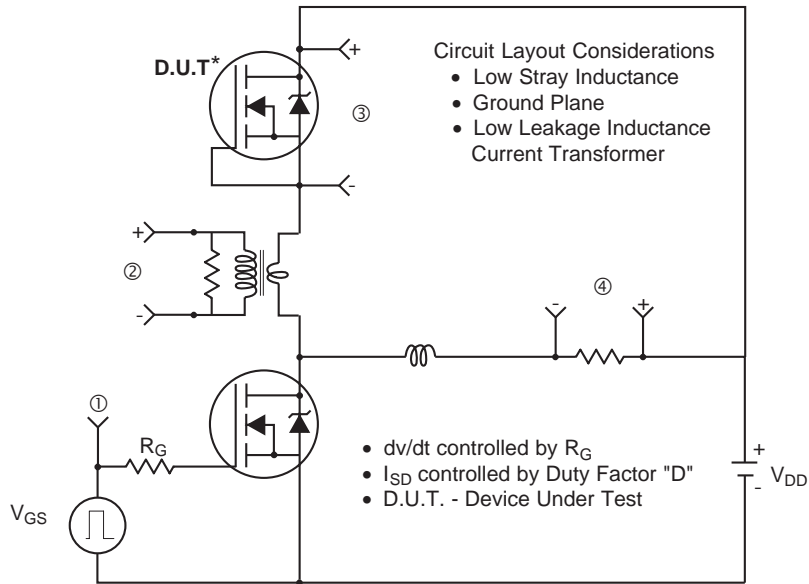 D.U.T*
+
③
-
Circuit Layout Considerations
• Low Stray Inductance
• Ground Plane
• Low Leakage Inductance
Current Transformer
+
②
-
④
-
+
①
RG
VGS
• dv/dt controlled by RG
• ISD controlled by Duty Factor "D"
• D.U.T. - Device Under Test
+
-
VDD